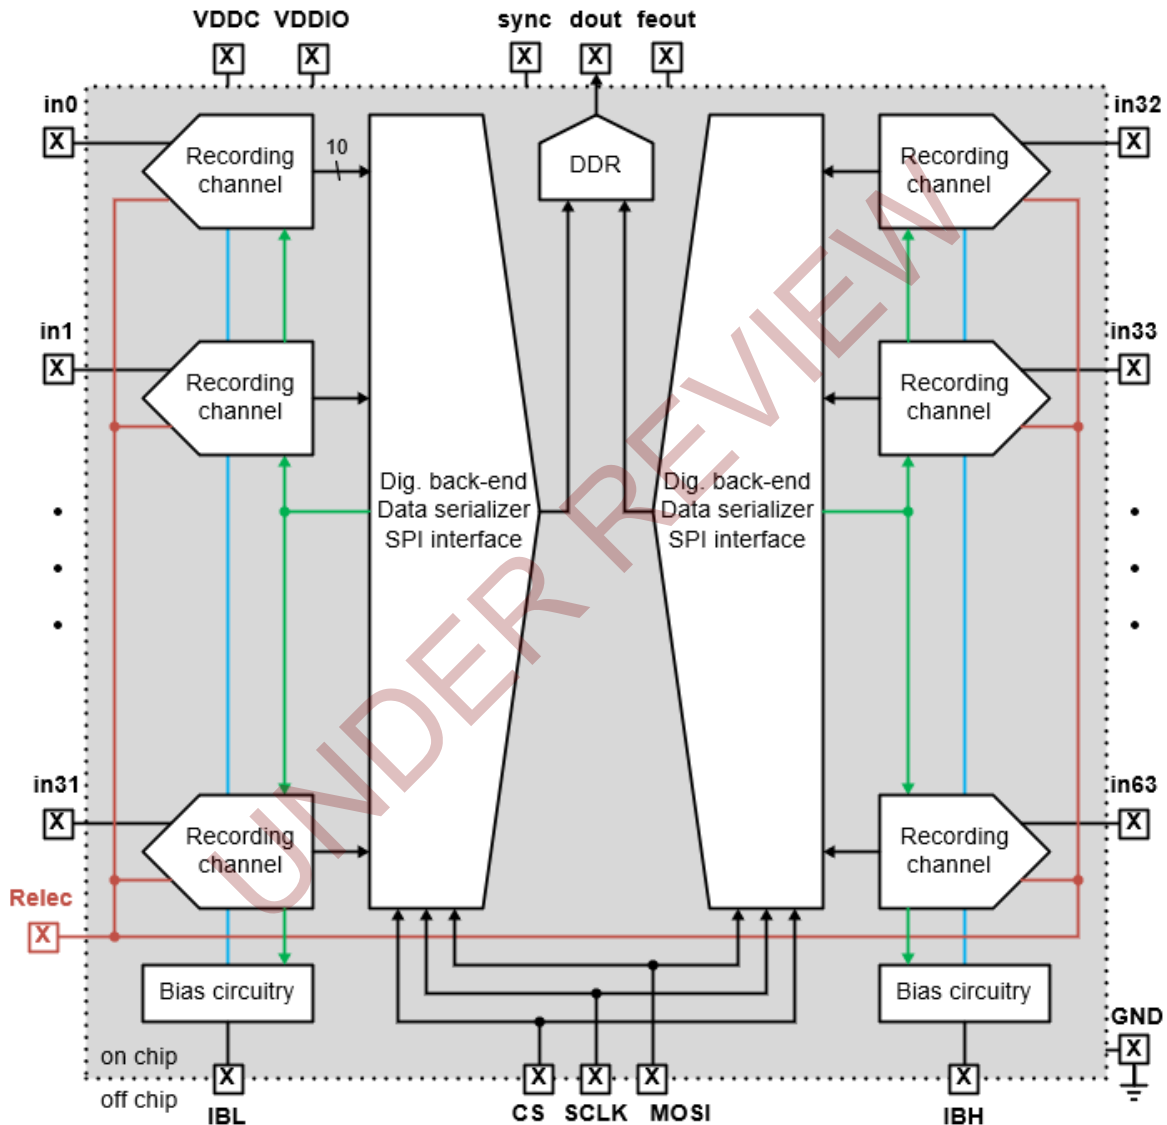 VDDC VDDIO sync dout feout
in0 in32
X X X X X
X X
Recording
channel
10
DDR
Recording
channel
in1 in33
X X
Recording
channel
Recording
channel
Dig. back-end
Data serializer
SPI interface
Dig. back-end
Data serializer
SPI interface
UNDER REVIEW
in31 in63
X X
Recording
channel
Recording
channel
Relec
X
Bias circuitry
Bias circuitry
GND
X
on chip
off chip
X X X X X
IBL CS SCLK MOSI IBH